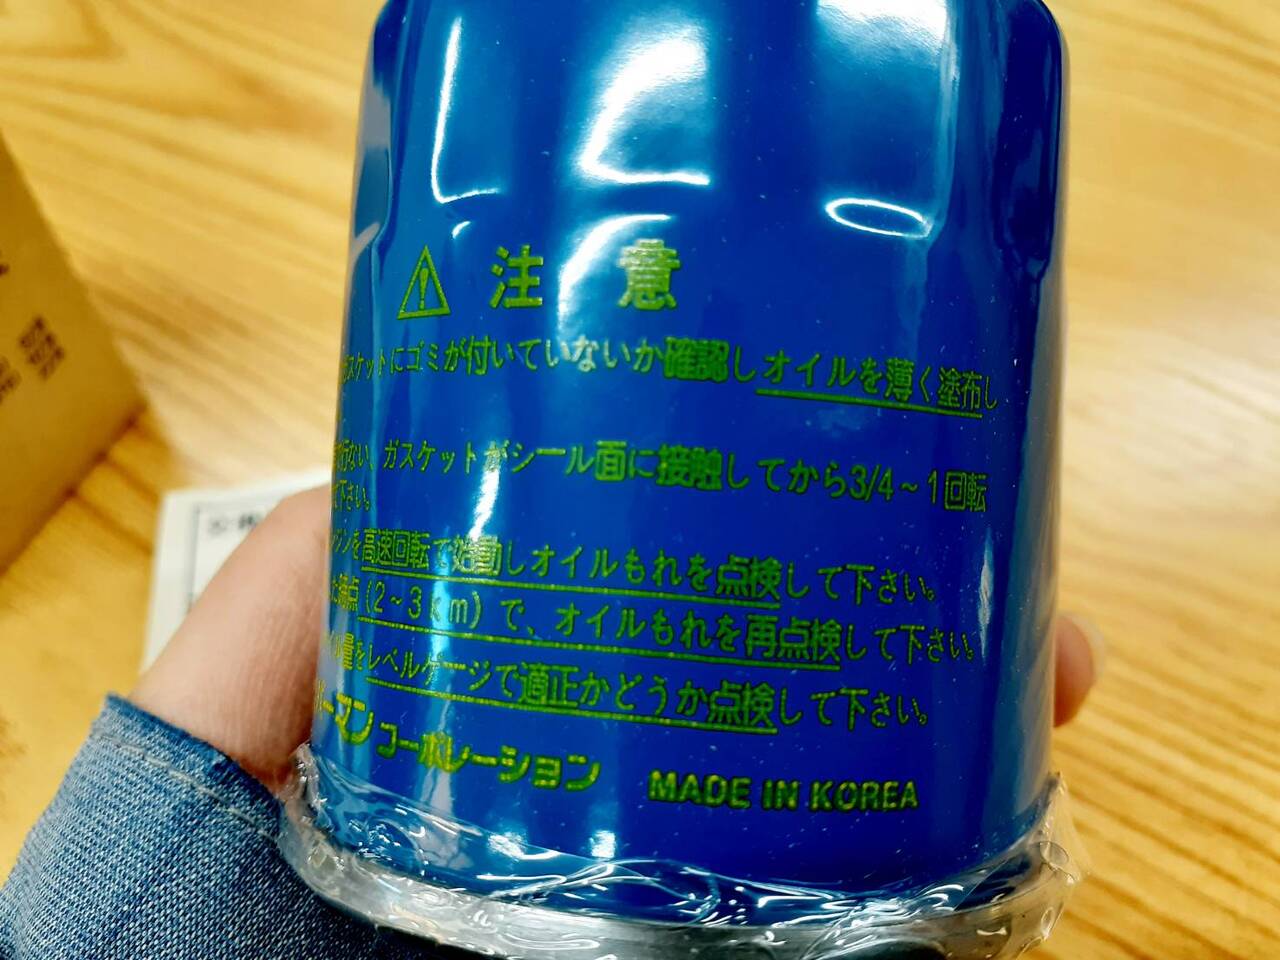 注 意
ガスケットにゴミが付いていないか確認しオイルを薄く塗布し
行ない、ガスケットがシール面に接触してから3/4~1回転
下さい。
ジンを高速回転で始動しオイルもれを点検して下さい。
(2~3km)で、オイルもれを再点検して下さい。
ル量をレベルゲージで適正かどうか点検して下さい。
ーマンコーポレーション MADE IN KOREA